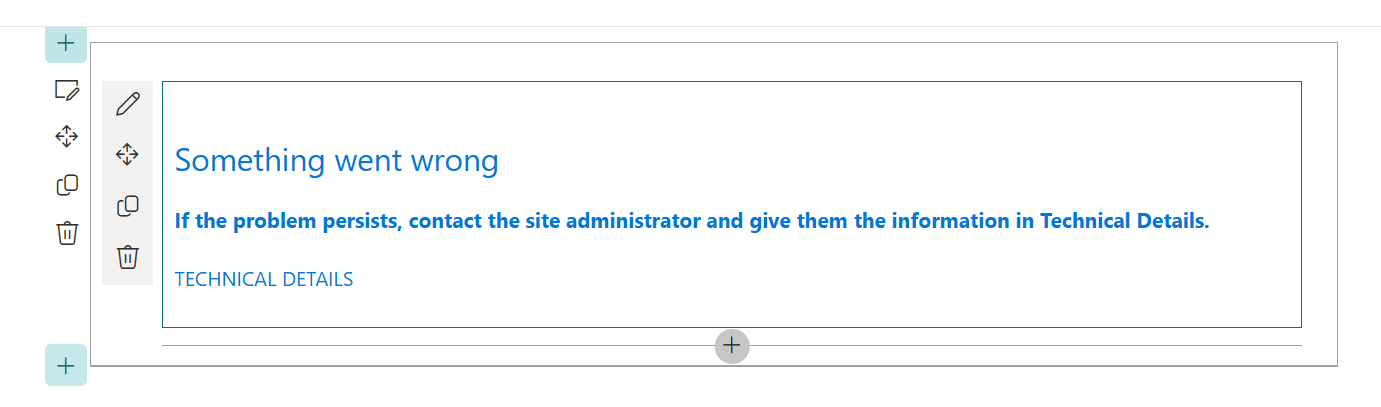 Something went wrong
If the problem persists, contact the site administrator and give them the information in Technical Details.
TECHNICAL DETAILS